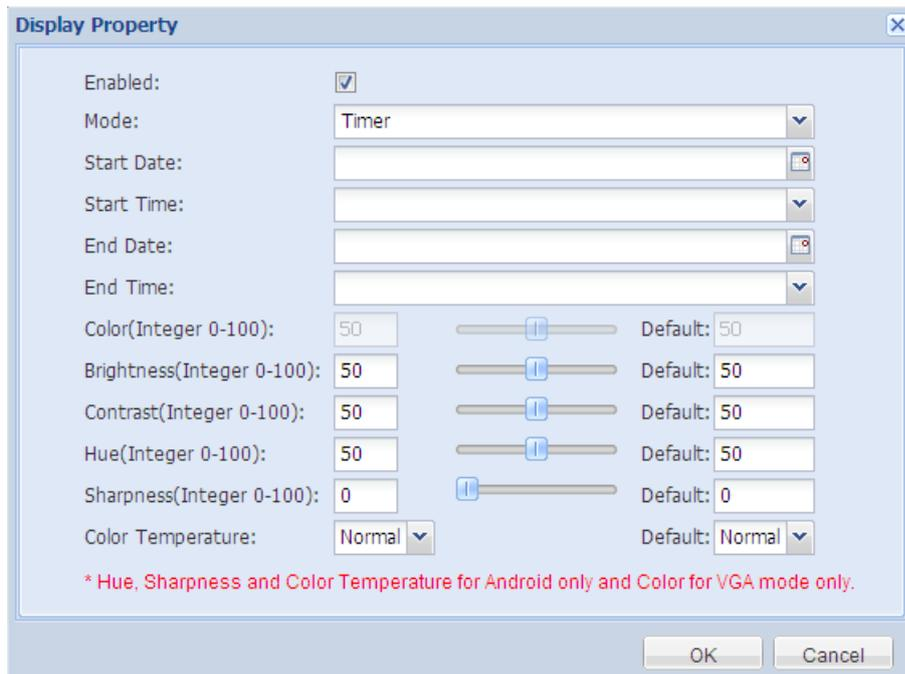 Display Property
Enabled:
Mode: Timer
Start Date:
Start Time:
End Date:
End Time:
Color(Integer 0-100): 50 Default: 50
Brightness(Integer 0-100): 50 Default: 50
Contrast(Integer 0-100): 50 Default: 50
Hue(Integer 0-100): 50 Default: 50
Sharpness(Integer 0-100): 0 Default: 0
Color Temperature: Normal Default: Normal
* Hue, Sharpness and Color Temperature for Android only and Color for VGA mode only.
OK Cancel